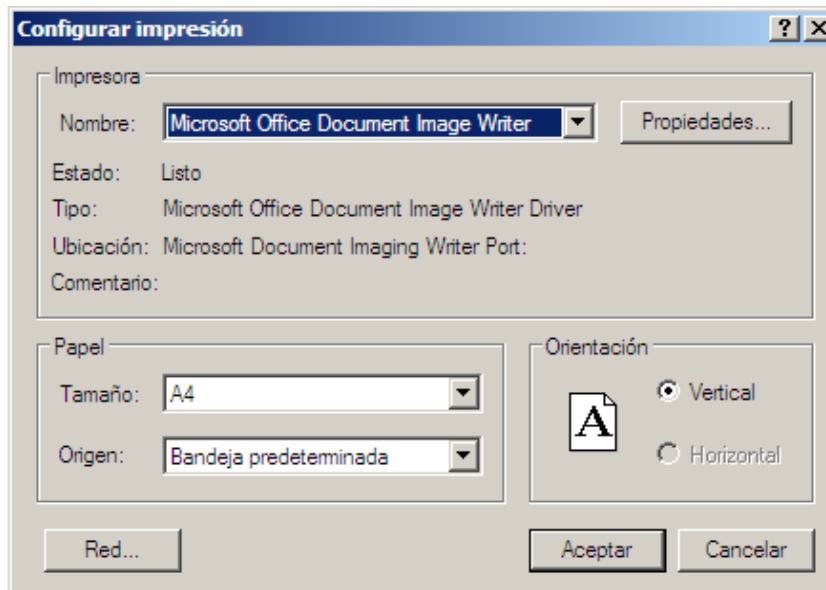 Configurar impresión
Impresora
Nombre: Microsoft Office Document Image Writer Propiedades...
Estado: Listo
Tipo: Microsoft Office Document Image Writer Driver
Ubicación: Microsoft Document Imaging Writer Port:
Comentario:
Papel
Tamaño: A4
Origen: Bandeja predeterminada
Orientación
A
Vertical
Horizontal
Red... Aceptar Cancelar